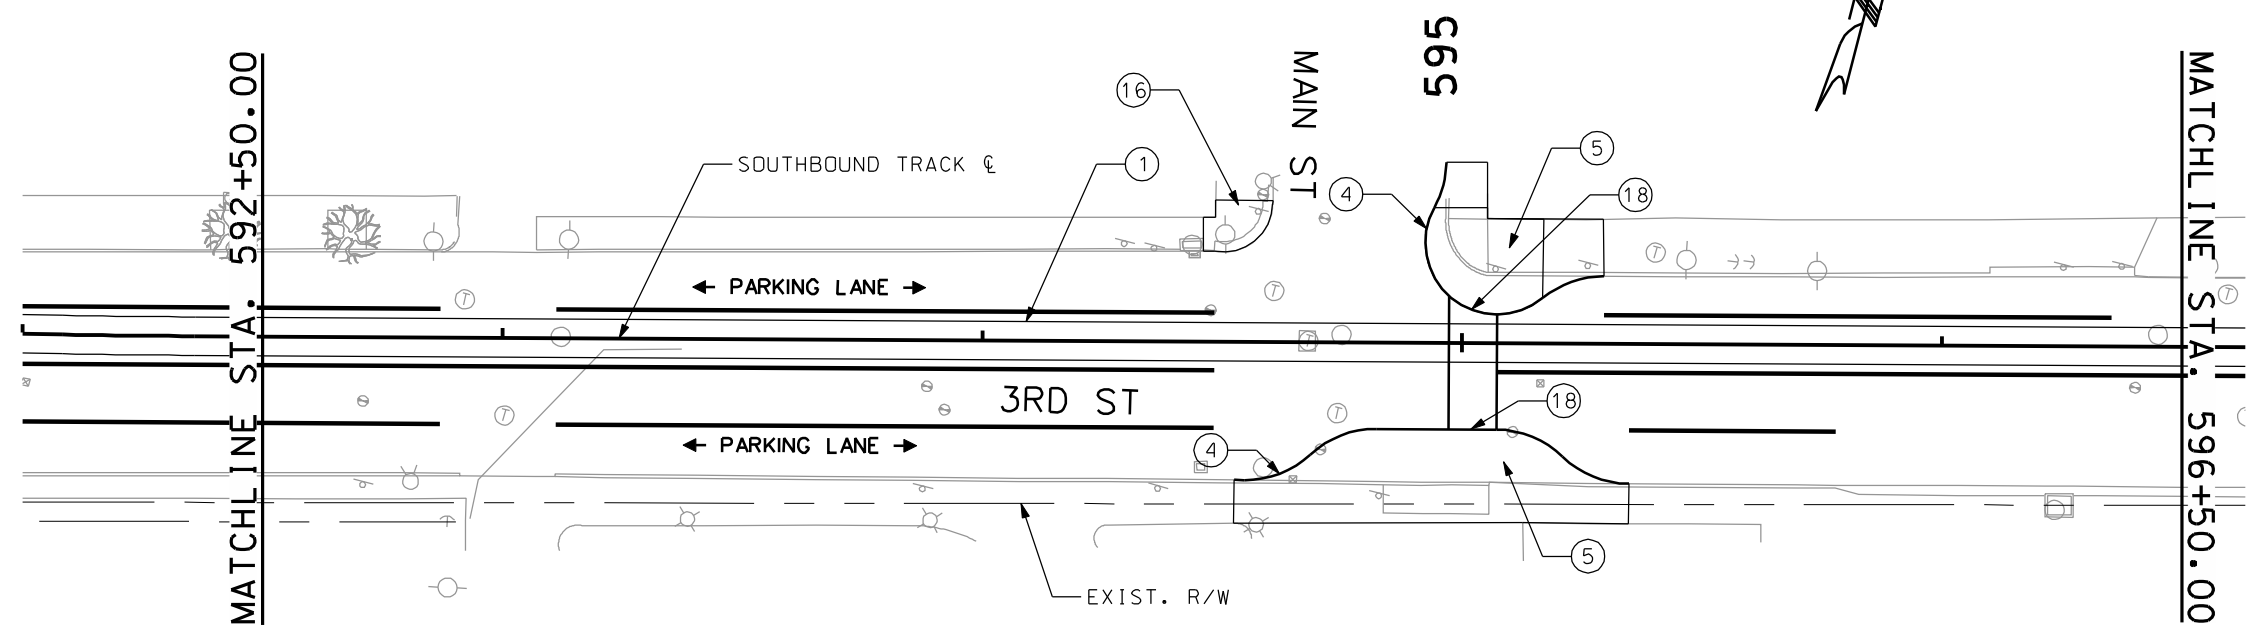 MATCHLINE STA. 592+50.00
SOUTHBOUND TRACK ℄
1
16
MAIN ST
595
4
5
18
MATCHLINE STA. 596+50.00
PARKING LANE
T
T
T
T
T
3RD ST
T
T
18
PARKING LANE
4
5
EXIST. R/W